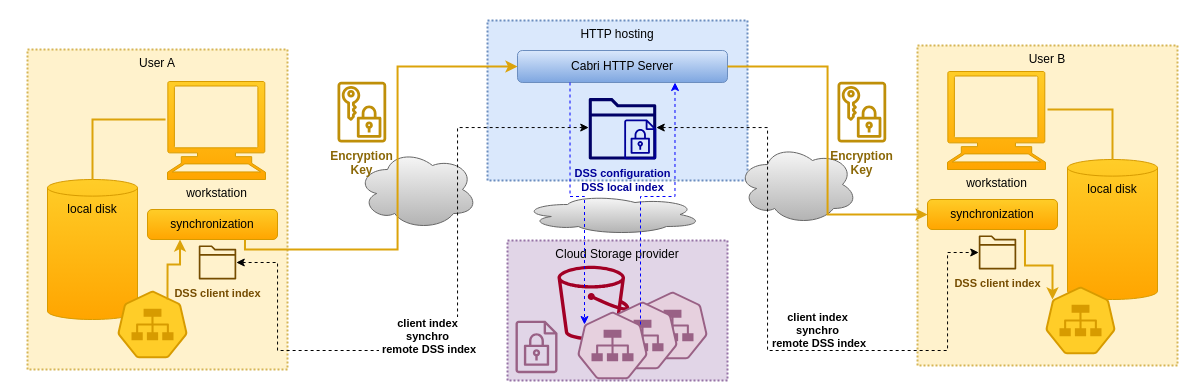 User A
workstation
local disk
synchronization
DSS client index
Encryption
Key
client index
synchro
remote DSS index
HTTP hosting
Cabri HTTP Server
DSS configuration
DSS local index
Cloud Storage provider
Encryption
Key
client index
synchro
remote DSS index
User B
workstation
local disk
synchronization
DSS client index